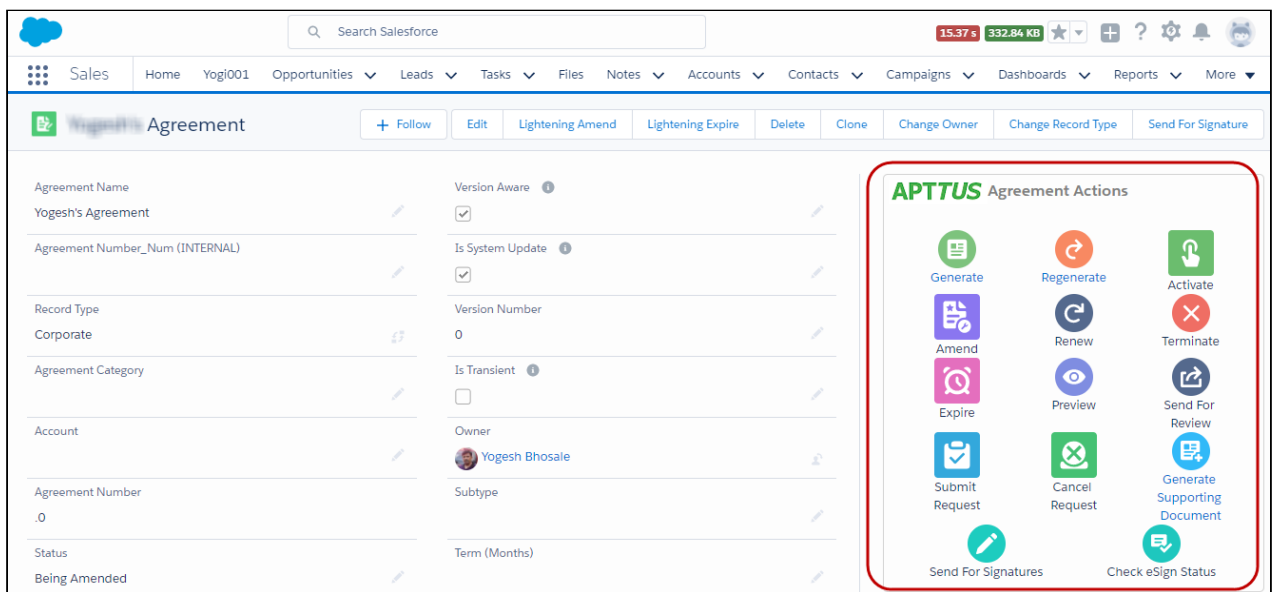 Search Salesforce
15.37 s 332.84 KB
Sales Home Yogi001 Opportunities Leads Tasks Files Notes Accounts Contacts Campaigns Dashboards Reports More
Agreement
+ Follow Edit Lightening Amend Lightening Expire Delete Clone Change Owner Change Record Type Send For Signature
Agreement Name
Yogesh's Agreement
Agreement Number_Num (INTERNAL)
Record Type
Corporate
Agreement Category
Account
Agreement Number
.0
Status
Being Amended
Version Aware
Is System Update
Version Number
0
Is Transient
Owner
Yogesh Bhosale
Subtype
Term (Months)
APTTUS Agreement Actions
Generate Regenerate Activate
Amend Renew Terminate
Expire Preview Send For
Review
Submit Cancel Generate
Request Request Supporting
Document
Send For Signatures Check eSign Status